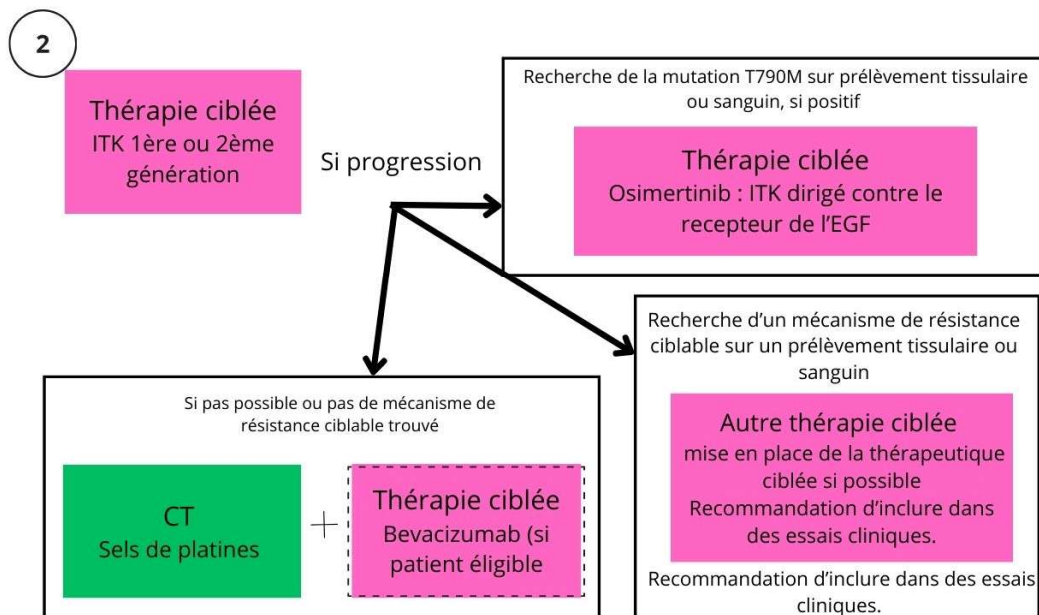 2
Thérapie ciblée
ITK 1ère ou 2ème
génération
Si progression
Recherche de la mutation T790M sur prélèvement tissulaire
ou sanguin, si positif
Thérapie ciblée
Osimertinib : ITK dirigé contre le
recepteur de l'EGF
Recherche d'un mécanisme de résistance
ciblable sur un prélèvement tissulaire ou
sanguin
Autre thérapie ciblée
mise en place de la thérapeutique
ciblée si possible
Recommandation d'inclure dans
des essais cliniques.
Recommandation d'inclure dans des essais
cliniques.
Si pas possible ou pas de mécanisme de
résistance ciblable trouvé
CT
Sels de platines
+
Thérapie ciblée
Bevacizumab (si
patient éligible